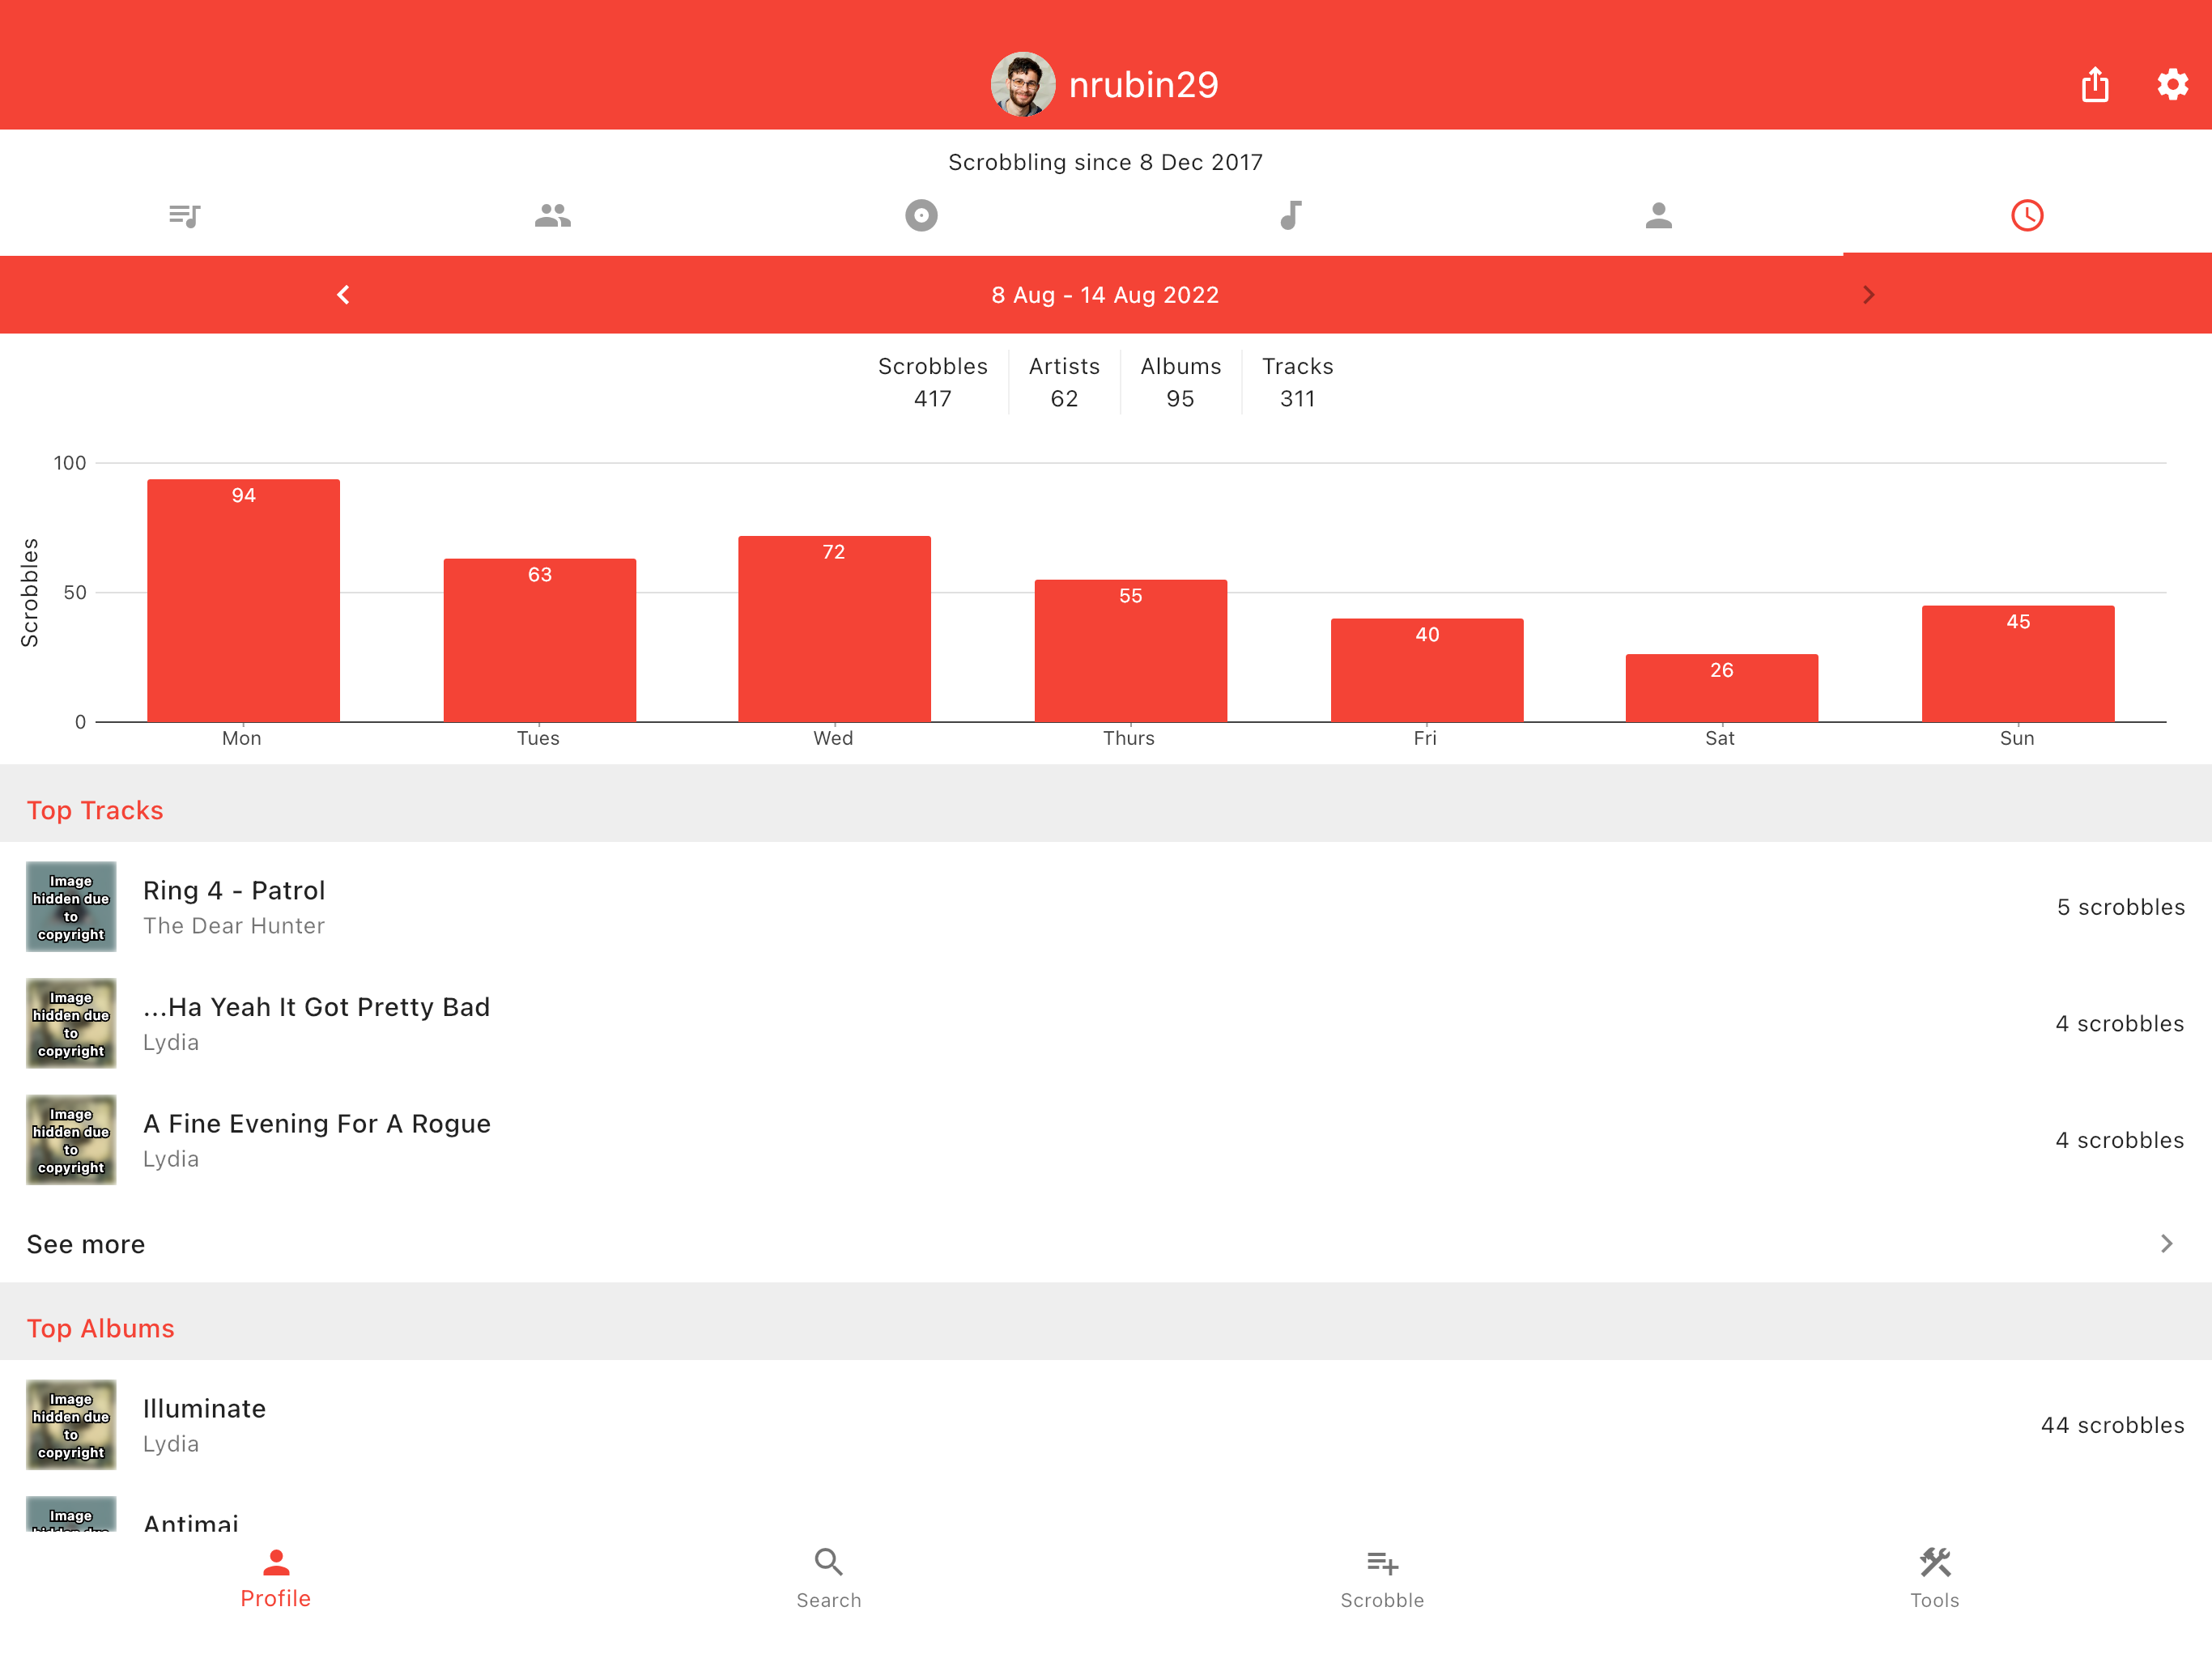 nrubin29
Scrobbling since 8 Dec 2017
8 Aug - 14 Aug 2022
Scrobbles Artists Albums Tracks
417 62 95 311
Scrobbles
100
50
0
94
63
72
55
40
26
45
Mon Tues Wed Thurs Fri Sat Sun
Top Tracks
Image
hidden due
to
copyright
Ring 4 - Patrol
The Dear Hunter
5 scrobbles
Image
hidden due
to
copyright
...Ha Yeah It Got Pretty Bad
Lydia
4 scrobbles
Image
hidden due
to
copyright
A Fine Evening For A Rogue
Lydia
4 scrobbles
See more
Top Albums
Image
hidden due
to
copyright
Illuminate
Lydia
44 scrobbles
Image
hidden due
Antimai
Profile Search Scrobble Tools